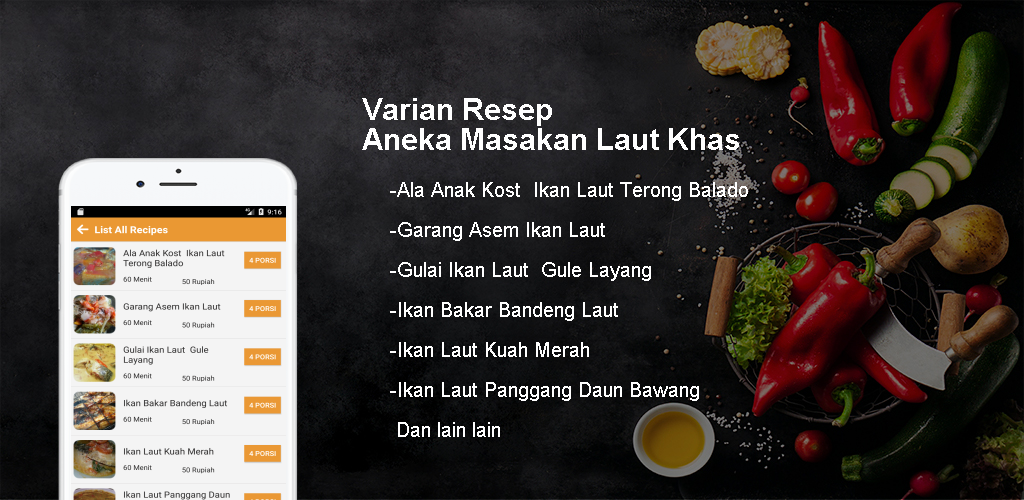 Varian Resep
Aneka Masakan Laut Khas
-Ala Anak Kost  Ikan Laut Terong Balado
-Garang Asem Ikan Laut
-Gulai Ikan Laut  Gule Layang
-Ikan Bakar Bandeng Laut
-Ikan Laut Kuah Merah
-Ikan Laut Panggang Daun Bawang
Dan lain lain
9:16
List All Recipes
Ala Anak Kost  Ikan Laut
Terong Balado
4 PORSI
60 Menit 50 Rupiah
Garang Asem Ikan Laut
4 PORSI
60 Menit 50 Rupiah
Gulai Ikan Laut  Gule
Layang
4 PORSI
60 Menit 50 Rupiah
Ikan Bakar Bandeng Laut
4 PORSI
60 Menit 50 Rupiah
Ikan Laut Kuah Merah
4 PORSI
60 Menit 50 Rupiah
Ikan Laut Panggang Daun
4 PORSI